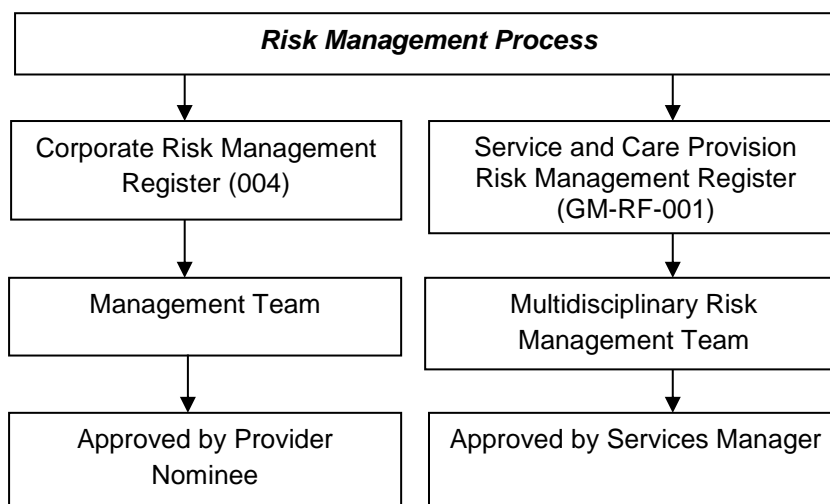 Risk Management Process
Corporate Risk Management
Register (004)
Service and Care Provision
Risk Management Register
(GM-RF-001)
Management Team
Multidisciplinary Risk
Management Team
Approved by Provider
Nominee
Approved by Services Manager